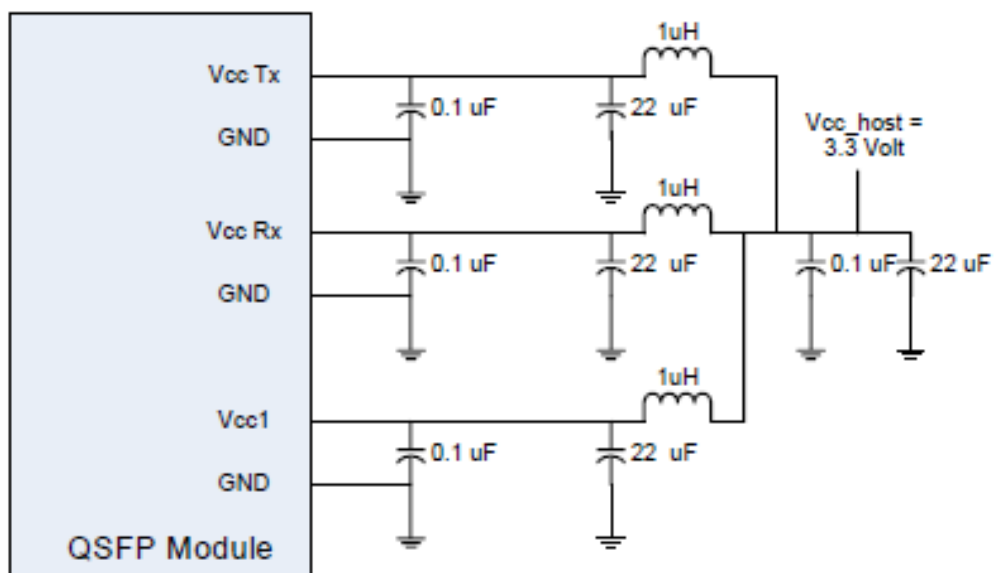 1uH
Vcc Tx
0.1 uF
22 uF
GND
Vcc_host =
3.3 Volt
1uH
Vcc Rx
0.1 uF
22 uF
0.1 uF
22 uF
GND
1uH
Vcc1
0.1 uF
22 uF
GND
QSFP Module